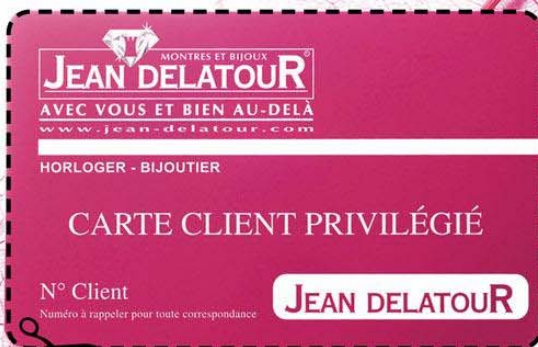 MONTRES ET BIJOUX
JEAN DELATOUR
AVEC VOUS ET BIEN AU-DELÀ
www.jean-delatour.com
HORLOGER - BIJOUTIER
CARTE CLIENT PRIVILÉGIÉ
N° Client
Numéro à rappeler pour toute correspondance
JEAN DELATOUR